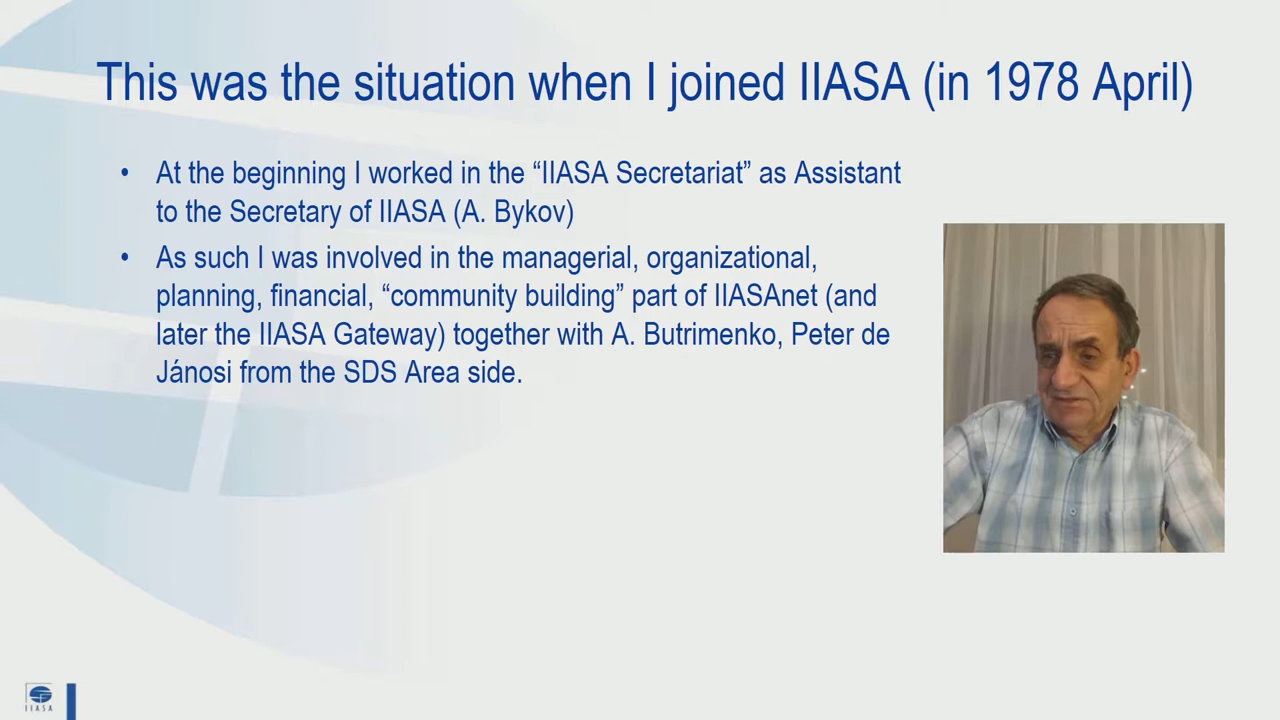 This was the situation when I joined IIASA (in 1978 April)
• At the beginning I worked in the “IIASA Secretariat” as Assistant
to the Secretary of IIASA (A. Bykov)
• As such I was involved in the managerial, organizational,
planning, financial, “community building” part of IIASAnet (and
later the IIASA Gateway) together with A. Butrimenko, Peter de
Jánosi from the SDS Area side.
IIASA